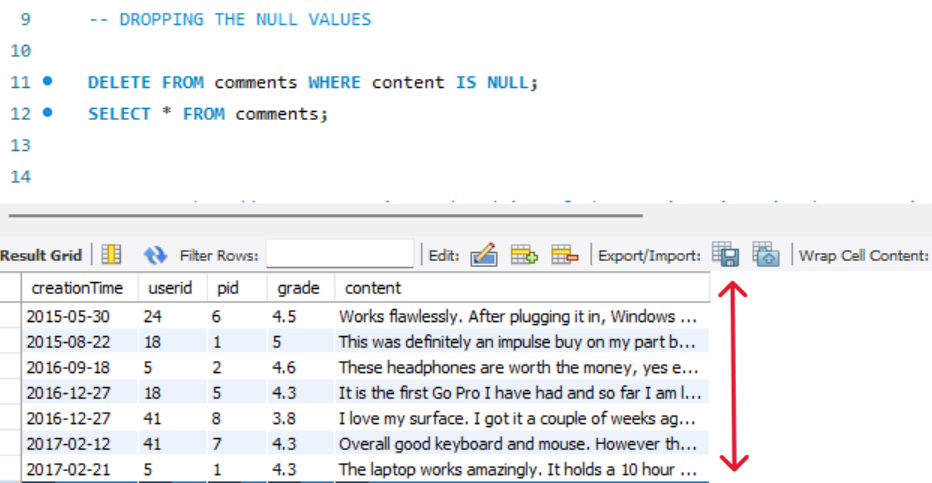 9 -- DROPPING THE NULL VALUES
10
11 DELETE FROM comments WHERE content IS NULL;
12 SELECT * FROM comments;
13
14
Result Grid Filter Rows: Edit: Export/Import: Wrap Cell Content:
creationTime userid pid grade content
2015-05-30 24 6 4.5 Works flawlessly. After plugging it in, Windows ...
2015-08-22 18 1 5 This was definitely an impulse buy on my part b...
2016-09-18 5 2 4.6 These headphones are worth the money, yes e...
2016-12-27 18 5 4.3 It is the first Go Pro I have had and so far I am l...
2016-12-27 41 8 3.8 I love my surface. I got it a couple of weeks ag...
2017-02-12 41 7 4.3 Overall good keyboard and mouse. However th...
2017-02-21 5 1 4.3 The laptop works amazingly. It holds a 10 hour ...